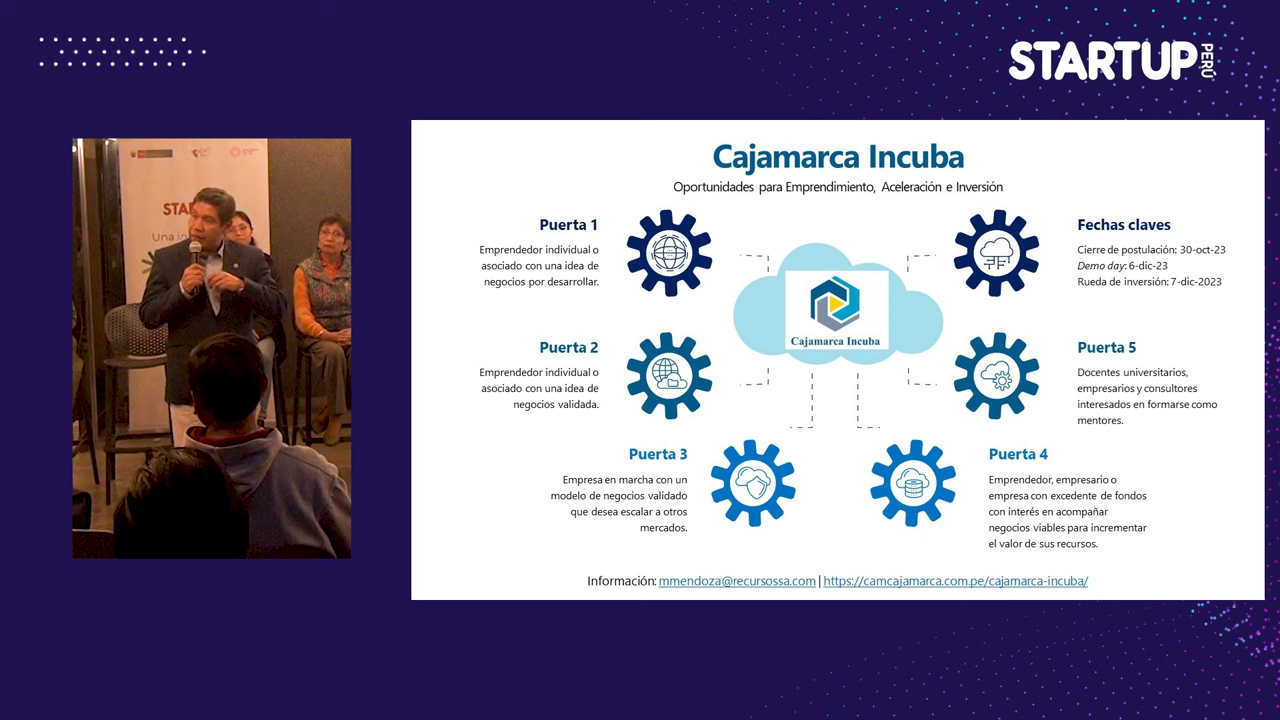 STARTUP PERÚ
Cajamarca Incuba
Oportunidades para Emprendimiento, Aceleración e Inversión
Puerta 1
Emprendedor individual o
asociado con una idea de
negocios por desarrollar.
Fechas claves
Cierre de postulación: 30-oct-23
Demo day: 6-dic-23
Rueda de inversión: 7-dic-2023
Cajamarca Incuba
Puerta 2
Emprendedor individual o
asociado con una idea de
negocios validada.
Puerta 5
Docentes universitarios,
empresarios y consultores
interesados en formarse como
mentores.
Puerta 3
Empresa en marcha con un
modelo de negocios validado
que desea escalar a otros
mercados.
Puerta 4
Emprendedor, empresario o
empresa con excedente de fondos
con interés en acompañar
negocios viables para incrementar
el valor de sus recursos.
Información: mmendoza@recursossa.com | https://camcajamarca.com.pe/cajamarca-incuba/
STA
Una